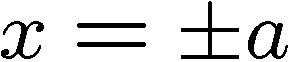 x = ±a